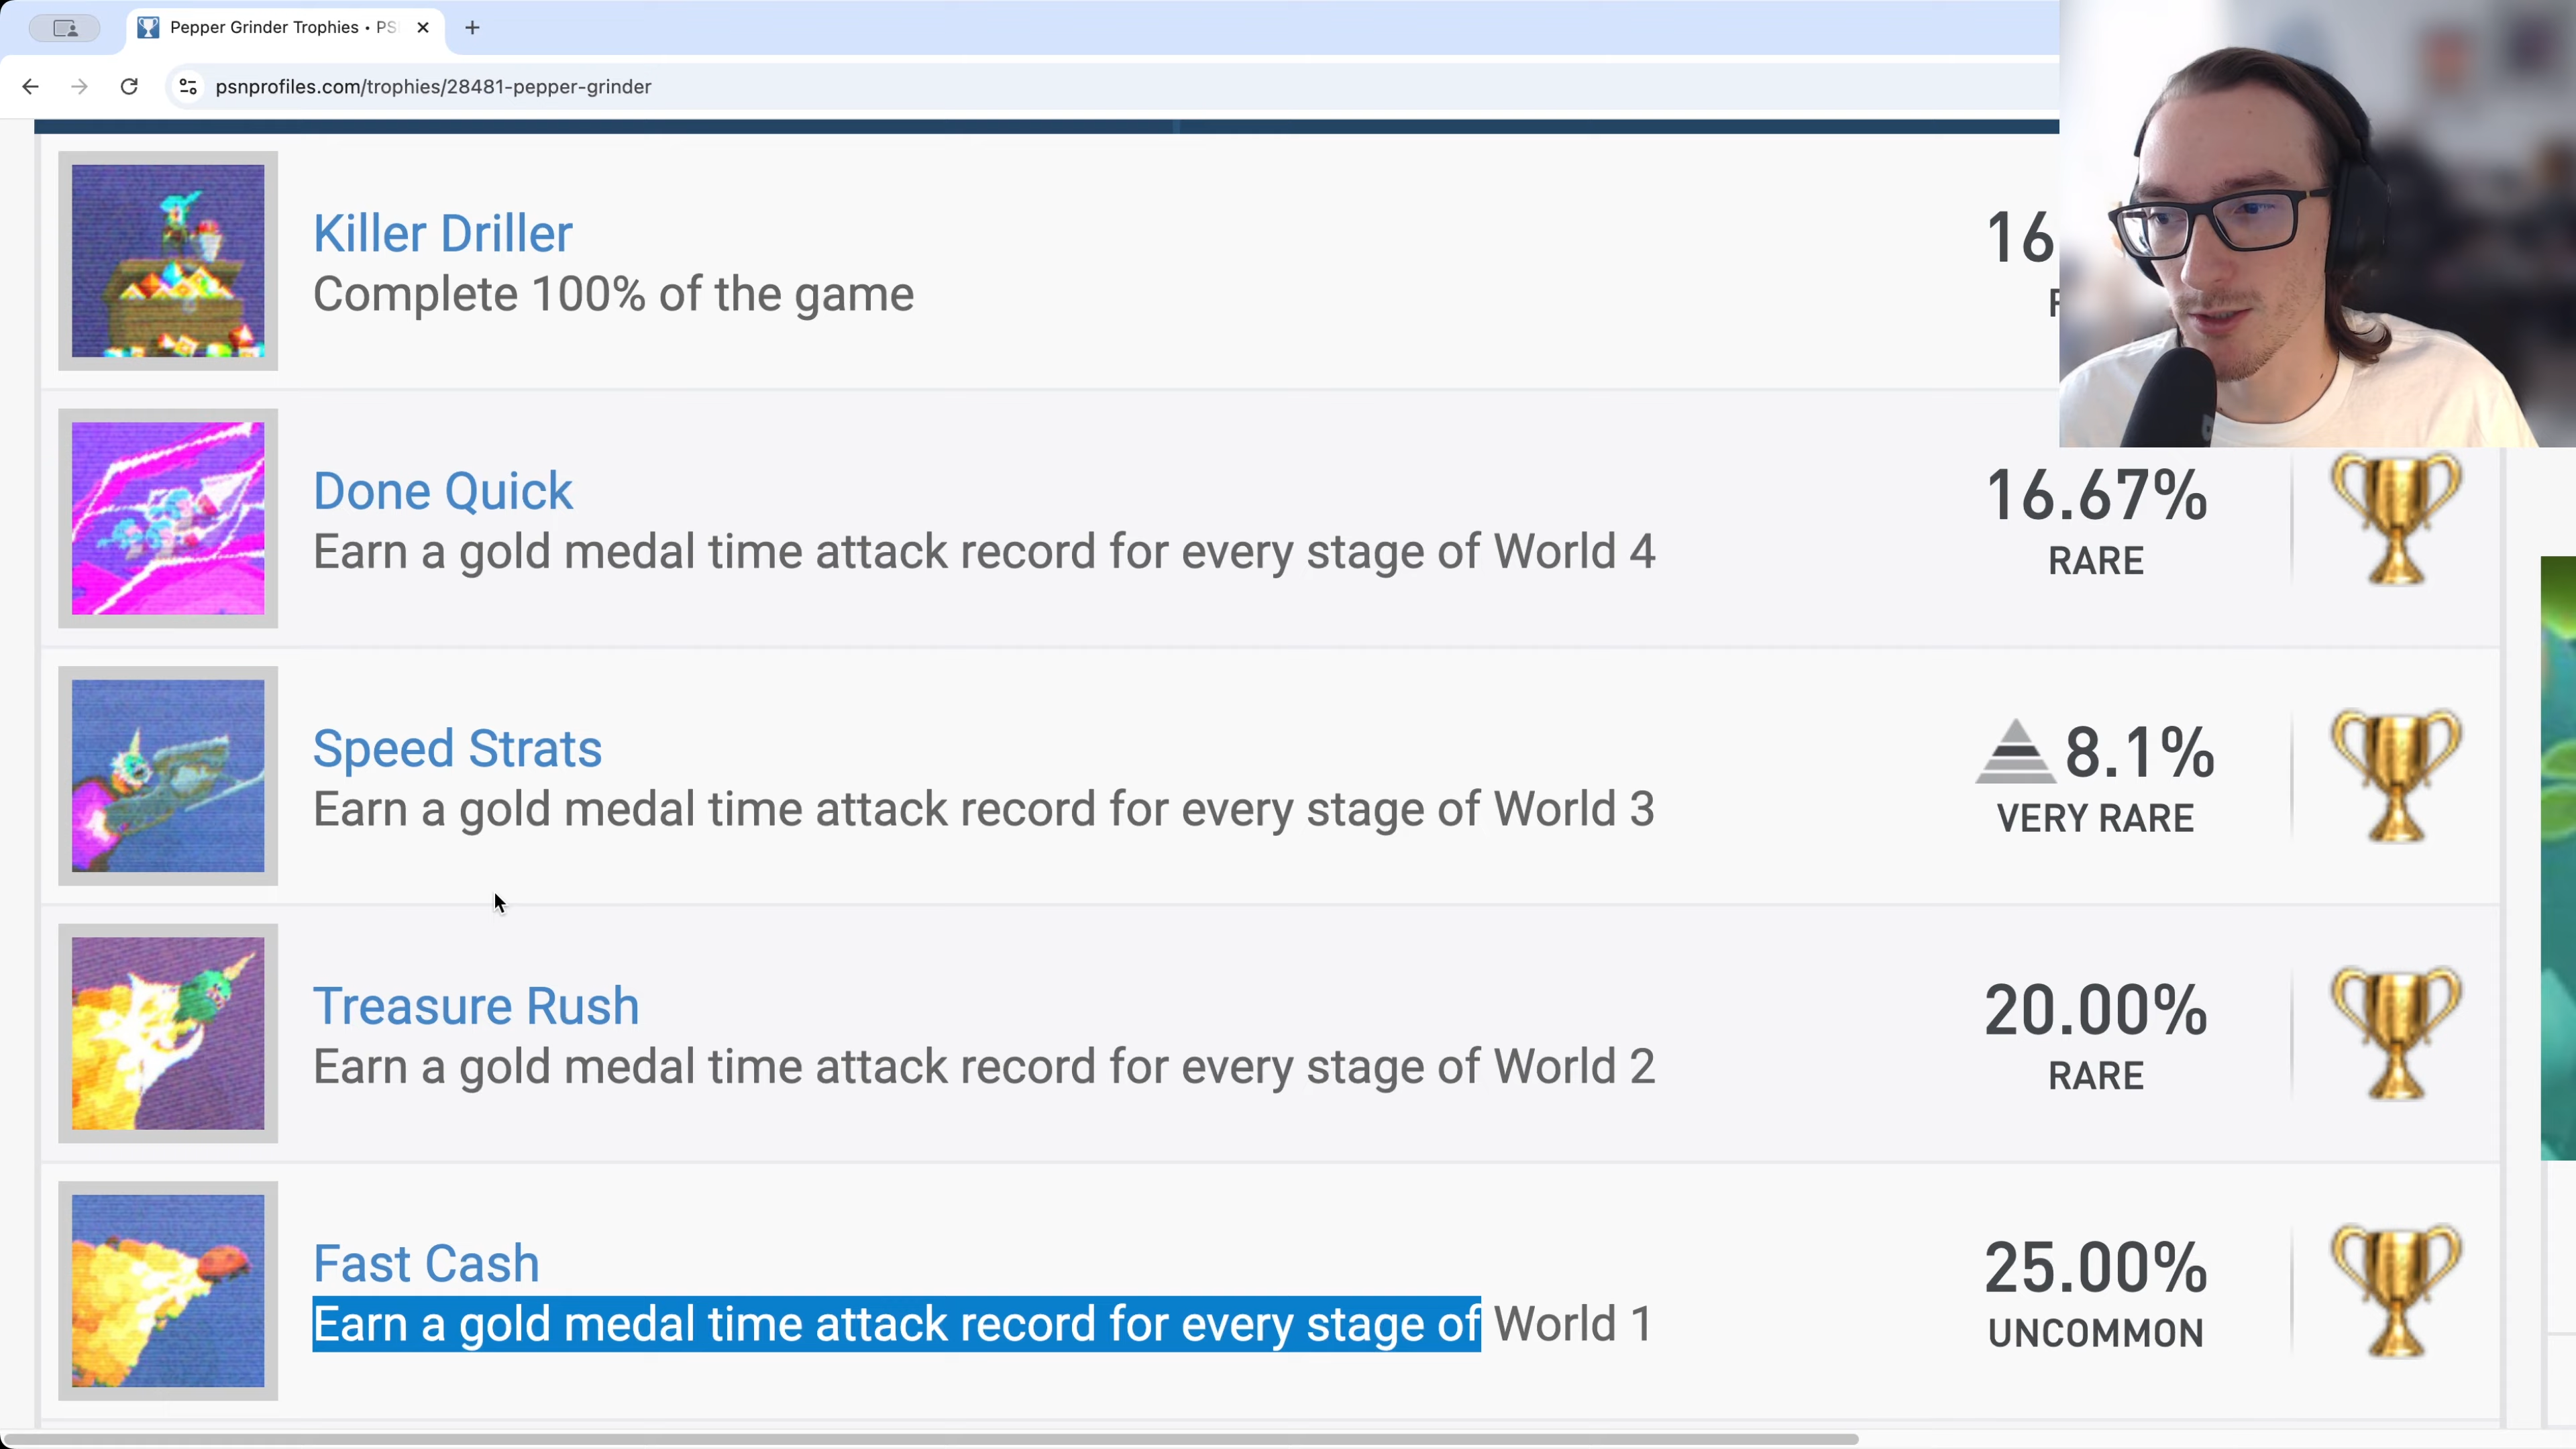 Pepper Grinder Trophies • PS
psnprofiles.com/trophies/28481-pepper-grinder
Killer Driller
Complete 100% of the game
16
Done Quick
Earn a gold medal time attack record for every stage of World 4
16.67%
RARE
Speed Strats
Earn a gold medal time attack record for every stage of World 3
8.1%
VERY RARE
Treasure Rush
Earn a gold medal time attack record for every stage of World 2
20.00%
RARE
Fast Cash
Earn a gold medal time attack record for every stage of World 1
25.00%
UNCOMMON